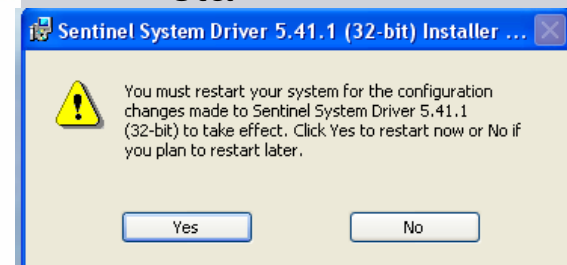 Sentinel System Driver 5.41.1 (32-bit) Installer ...
You must restart your system for the configuration
changes made to Sentinel System Driver 5.41.1
(32-bit) to take effect. Click Yes to restart now or No if
you plan to restart later.
Yes No